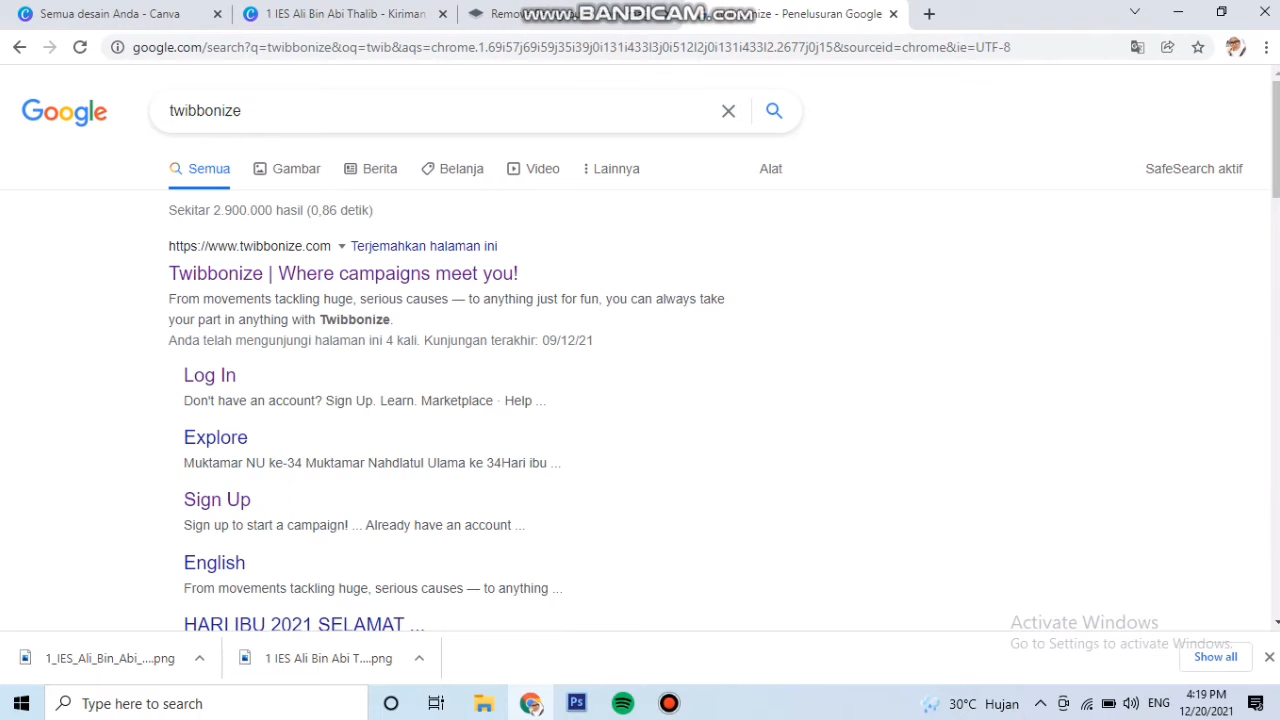 Semua desain Anda - Canva
1 IES Ali Bin Abi Thalib - Kiriman
Remo
www.BANDICAM.com
nize - Penelusuran Google
google.com/search?q=twibbonize&oq=twib&aqs=chrome.1.69i57j69i59j35i39j0i131i433l3j0i512l2j0i131i433l2.2677j0j15&sourceid=chrome&ie=UTF-8
Google
twibbonize
Semua
Gambar
Berita
Belanja
Video
Lainnya
Alat
SafeSearch aktif
Sekitar 2.900.000 hasil (0,86 detik)
https://www.twibbonize.com
Terjemahkan halaman ini
Twibbonize | Where campaigns meet you!
From movements tackling huge, serious causes — to anything just for fun, you can always take
your part in anything with Twibbonize.
Anda telah mengunjungi halaman ini 4 kali. Kunjungan terakhir: 09/12/21
Log In
Don't have an account? Sign Up. Learn. Marketplace · Help ...
Explore
Muktamar NU ke-34 Muktamar Nahdlatul Ulama ke 34Hari ibu ...
Sign Up
Sign up to start a campaign! ... Already have an account ...
English
From movements tackling huge, serious causes — to anything ...
HARI IBU 2021 SELAMAT ...
Activate Windows
Go to Settings to activate Windows.
1_IES_Ali_Bin_Abi_....png
1 IES Ali Bin Abi T....png
Show all
Type here to search
Ps
30°C Hujan
ENG
4:19 PM
12/20/2021